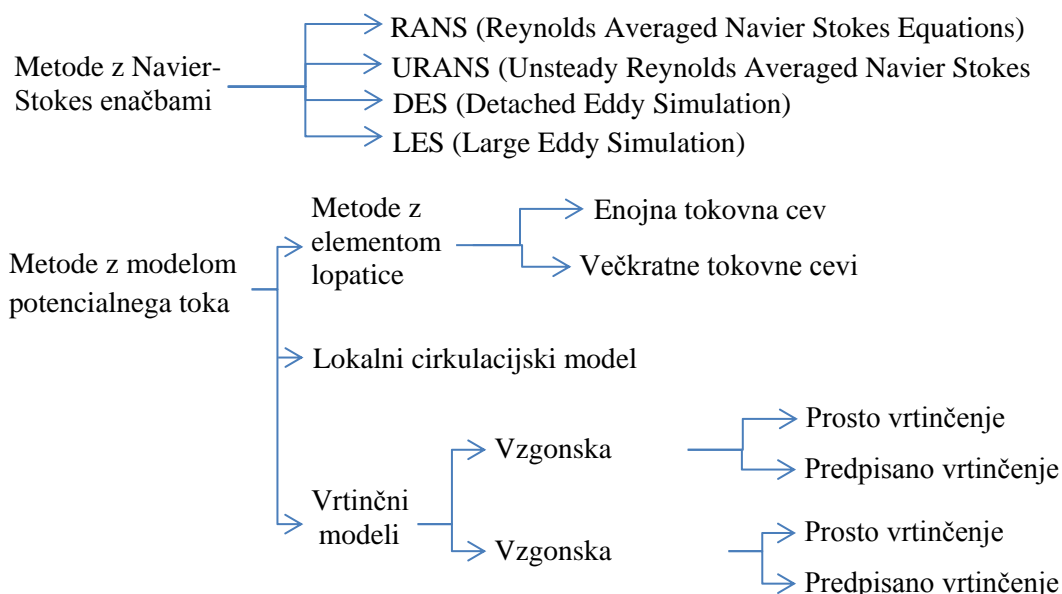 RANS (Reynolds Averaged Navier Stokes Equations)
Metode z Navier-
Stokes enačbami
URANS (Unsteady Reynolds Averaged Navier Stokes
DES (Detached Eddy Simulation)
LES (Large Eddy Simulation)
Metode z modelom
potencialnega toka
Metode z
elementom
lopatice
Enojna tokovna cev
Večkratne tokovne cevi
Lokalni cirkulacijski model
Vrtinčni
modeli
Vzgonska
Prosto vrtinčenje
Predpisano vrtinčenje
Vzgonska
Prosto vrtinčenje
Predpisano vrtinčenje